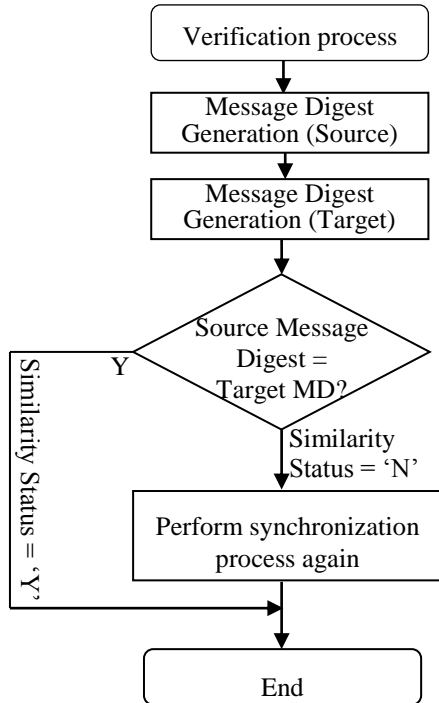 Verification process
Message Digest
Generation (Source)
Message Digest
Generation (Target)
Source Message
Digest =
Target MD?
Y
Similarity Status = ‘Y’
Similarity
Status = ‘N’
Perform synchronization
process again
End